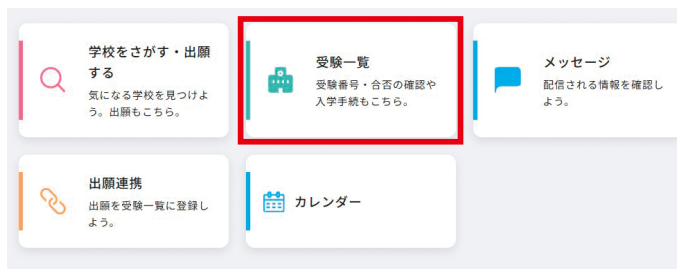 学校をさがす・出願
する
気になる学校を見つけよ
う。出願もこちら。
受験一覧
受験番号・合否の確認や
入学手続もこちら。
メッセージ
配信される情報を確認し
よう。
出願連携
出願を受験一覧に登録し
よう。
カレンダー